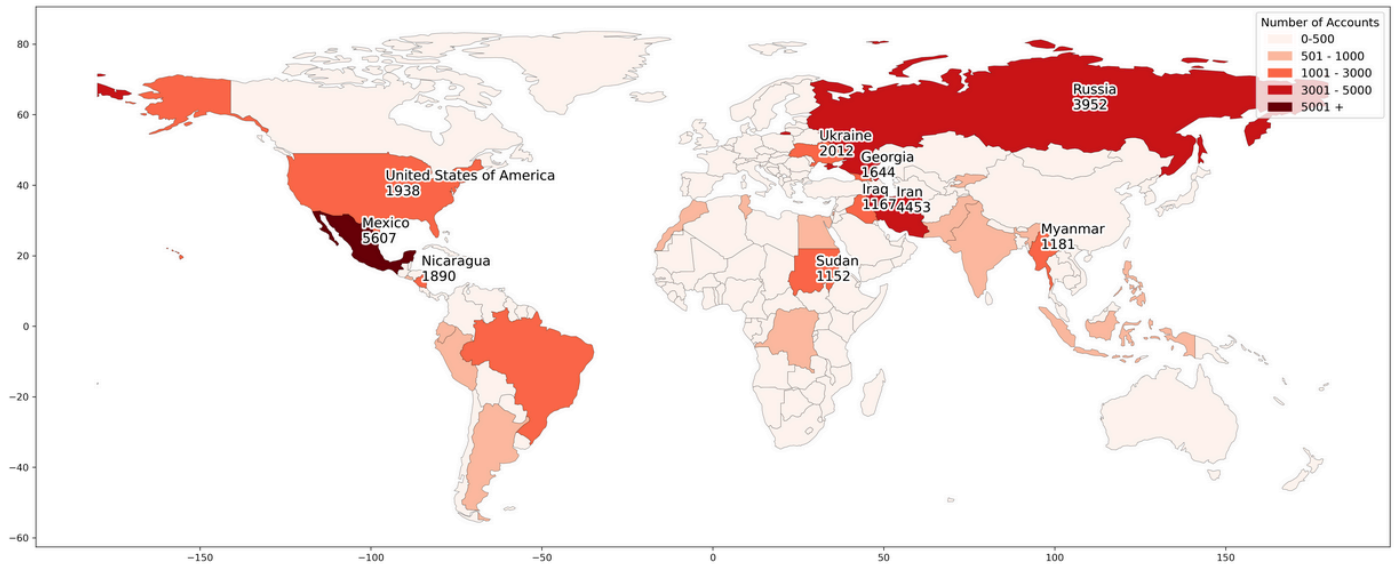 Number of Accounts
0-500
501 - 1000
1001 - 3000
3001 - 5000
5001 +
80
60
40
20
0
−20
−40
−60
Russia
3952
Ukraine
2012
Georgia
1644
United States of America
1938
Iraq
1167
Iran
4453
Mexico
5607
Myanmar
1181
Nicaragua
1890
Sudan
1152
−150
−100
−50
0
50
100
150